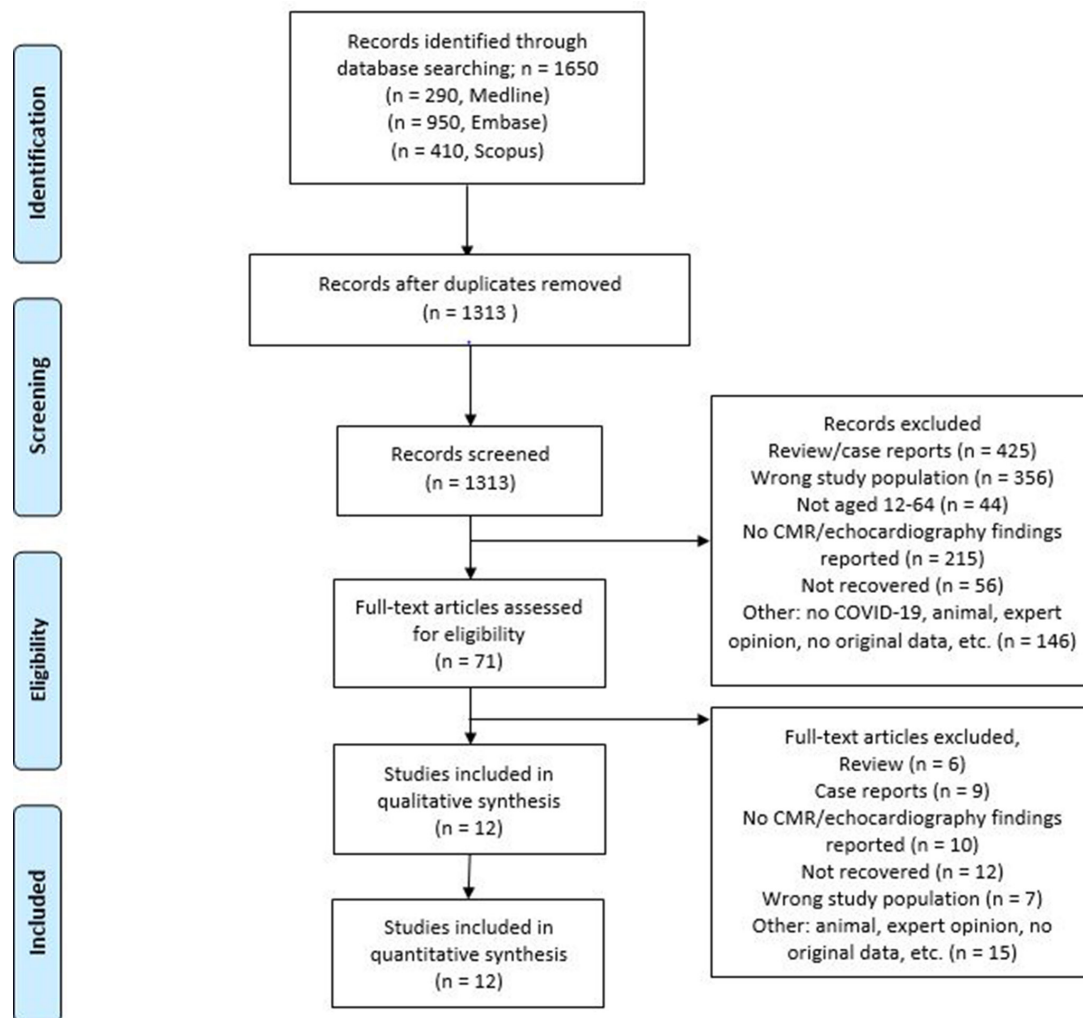 Identification
Records identified through
database searching; n = 1650
(n = 290, Medline)
(n = 950, Embase)
(n = 410, Scopus)
Records after duplicates removed
(n = 1313 )
Screening
Records screened
(n = 1313)
Records excluded
Review/case reports (n = 425)
Wrong study population (n = 356)
Not aged 12-64 (n = 44)
No CMR/echocardiography findings
reported (n = 215)
Not recovered (n = 56)
Other: no COVID-19, animal, expert
opinion, no original data, etc. (n = 146)
Eligibility
Full-text articles assessed
for eligibility
(n = 71)
Full-text articles excluded,
Review (n = 6)
Case reports (n = 9)
No CMR/echocardiography findings
reported (n = 10)
Not recovered (n = 12)
Wrong study population (n = 7)
Other: animal, expert opinion, no
original data, etc. (n = 15)
Studies included in
qualitative synthesis
(n = 12)
Included
Studies included in
quantitative synthesis
(n = 12)